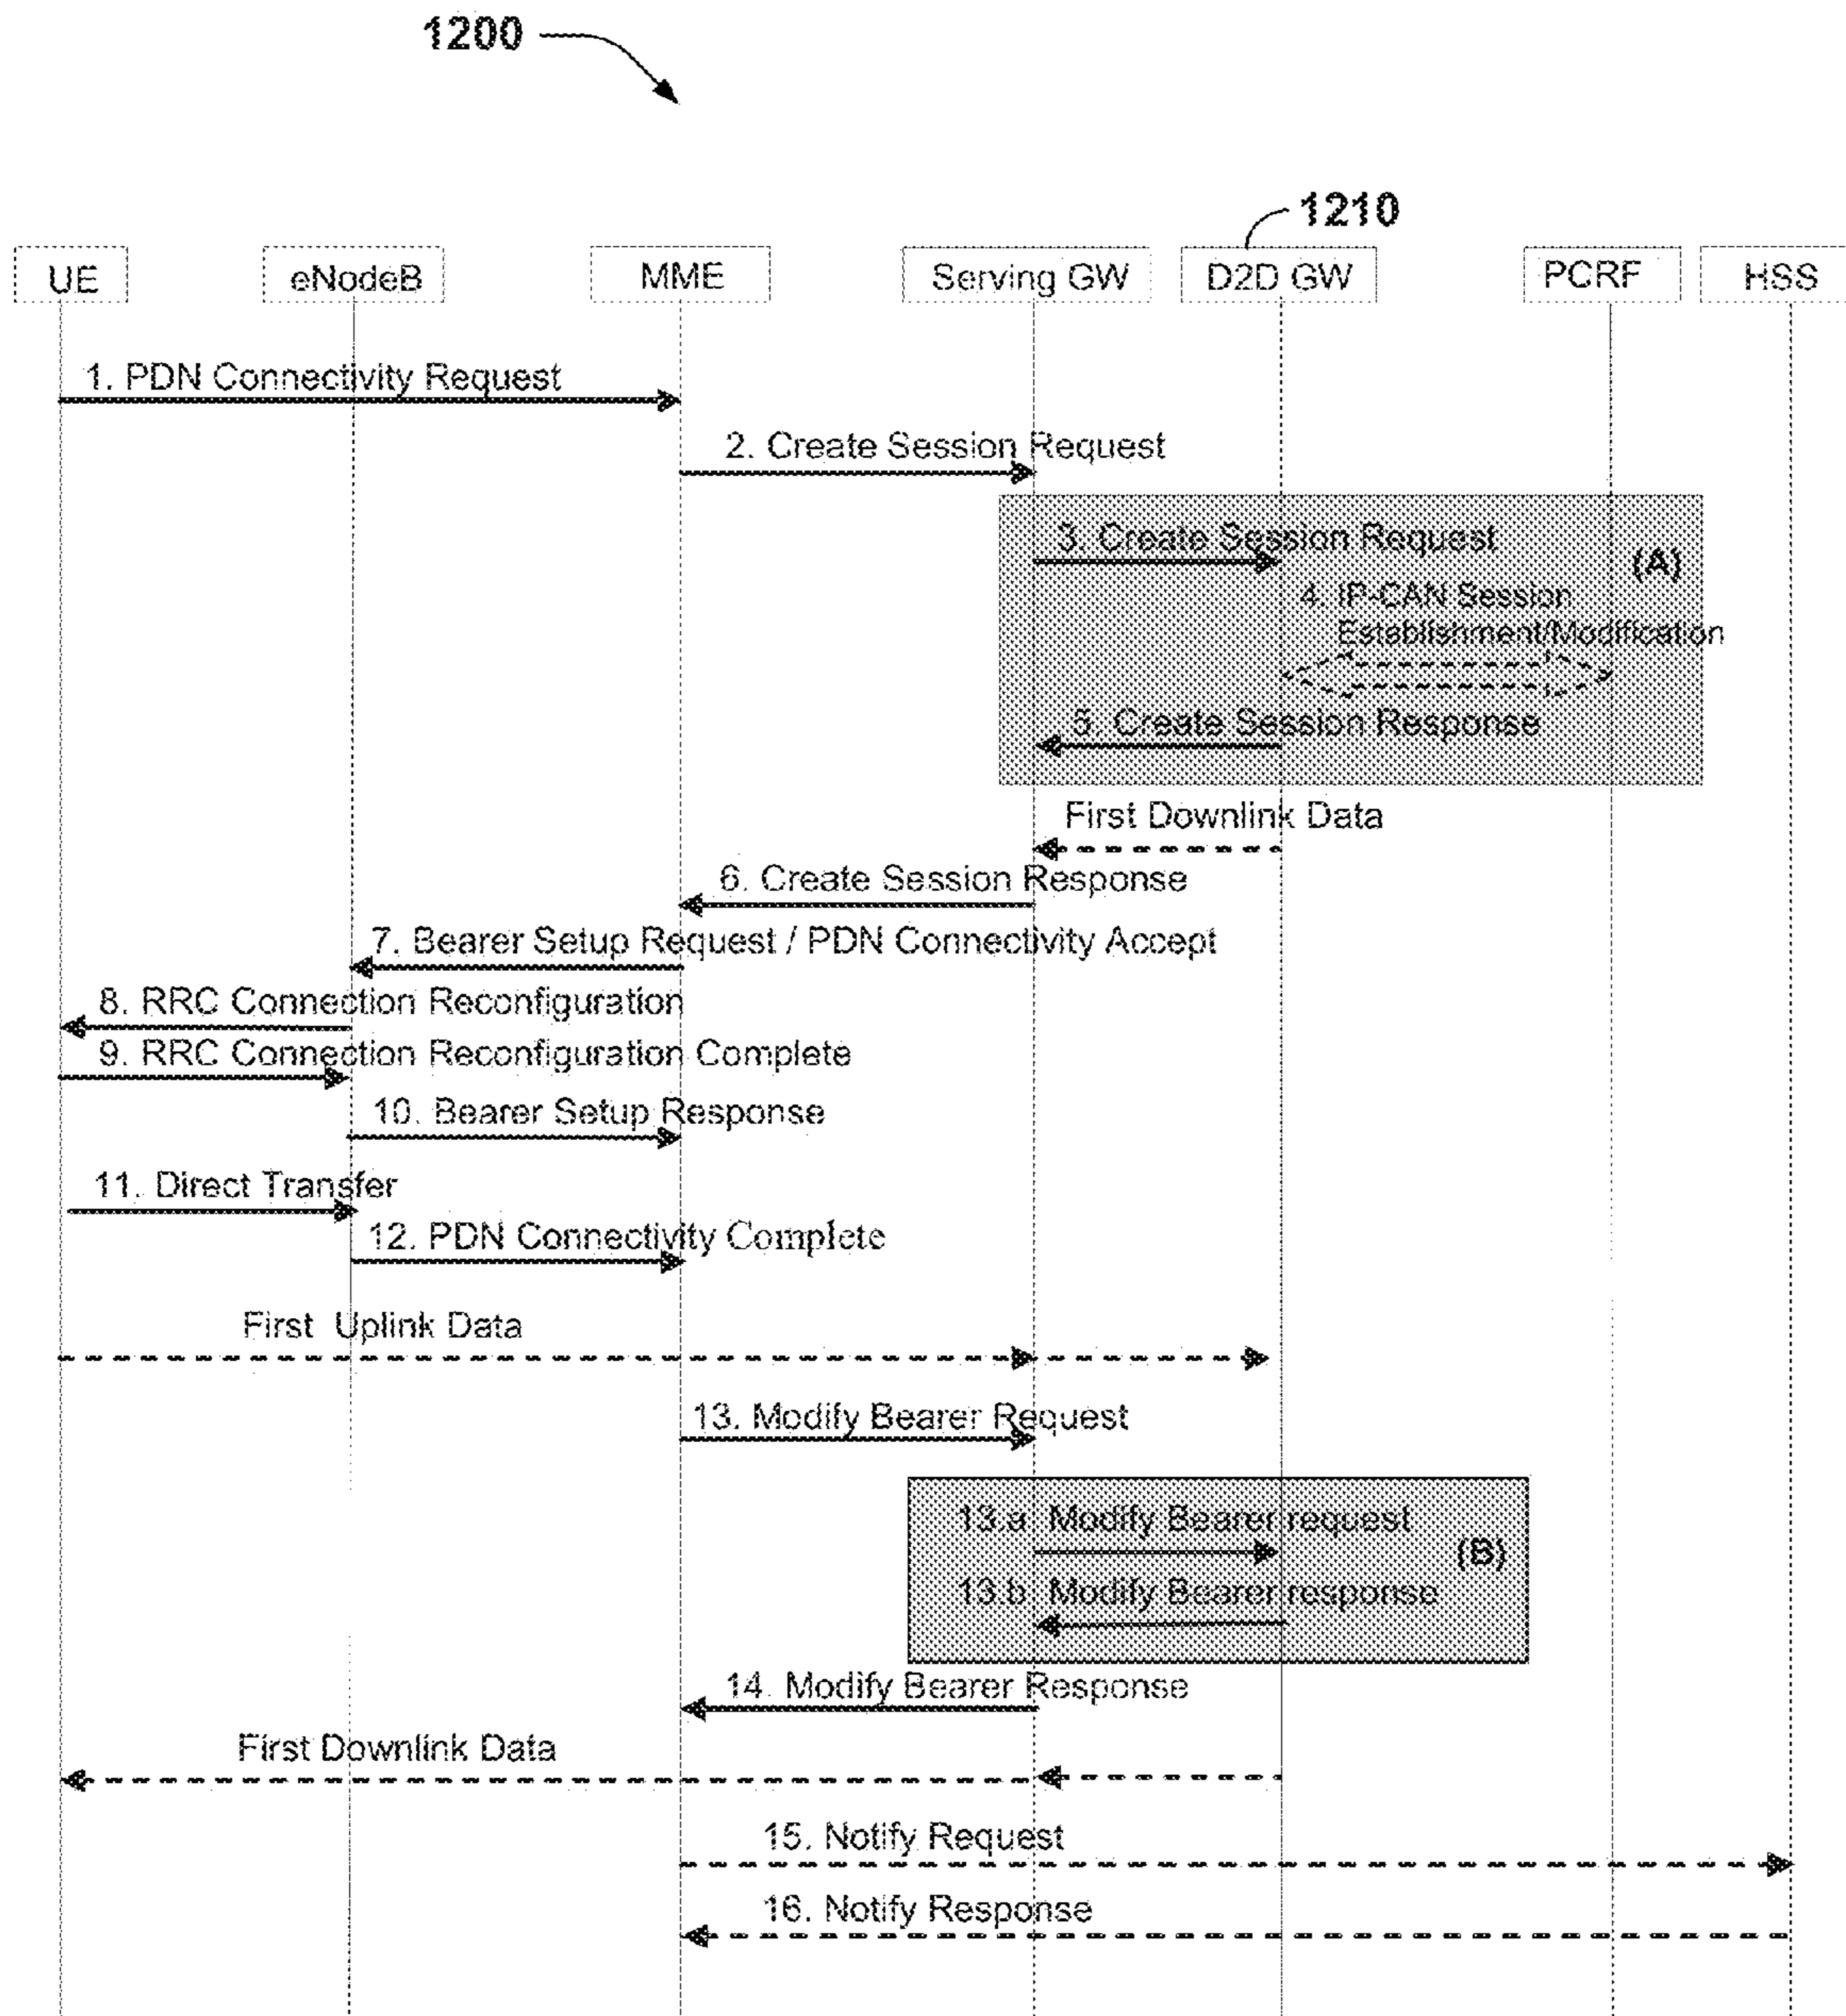 1200
1210
UE eNodeB MME Serving GW D2D GW PCRF HSS
1. PDN Connectivity Request
2. Create Session Request
3. Create Session Request
(A)
4. IP-CAN Session
Establishment/Modification
5. Create Session Response
First Downlink Data
6. Create Session Response
7. Bearer Setup Request / PDN Connectivity Accept
8. RRC Connection Reconfiguration
9. RRC Connection Reconfiguration Complete
10. Bearer Setup Response
11. Direct Transfer
12. PDN Connectivity Complete
First Uplink Data
13. Modify Bearer Request
13.a Modify Bearer request
(B)
13.b Modify Bearer response
14. Modify Bearer Response
First Downlink Data
15. Notify Request
16. Notify Response